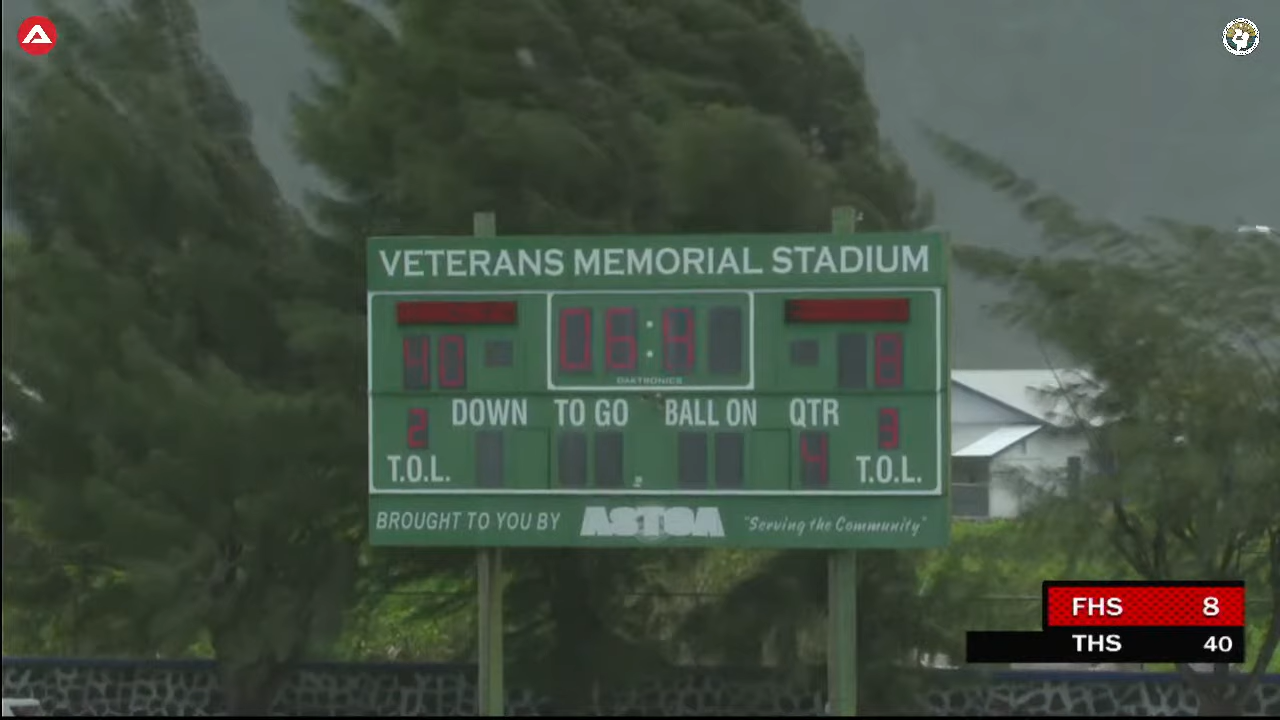 VETERANS MEMORIAL STADIUM
40 8
DAKTRONICS
DOWN TO GO BALL ON QTR
2 4 3
T.O.L. T.O.L.
BROUGHT TO YOU BY ASTCA "Serving the Community"
FHS 8
THS 40